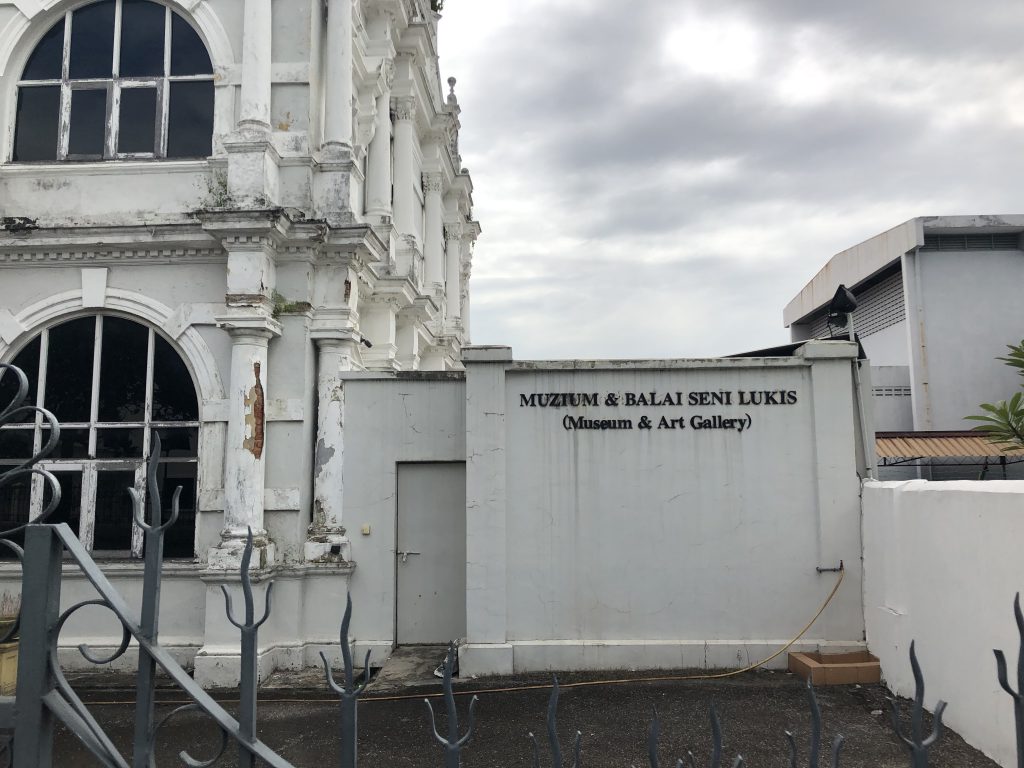 MUZIUM & BALAI SENI LUKIS
(Museum & Art Gallery)